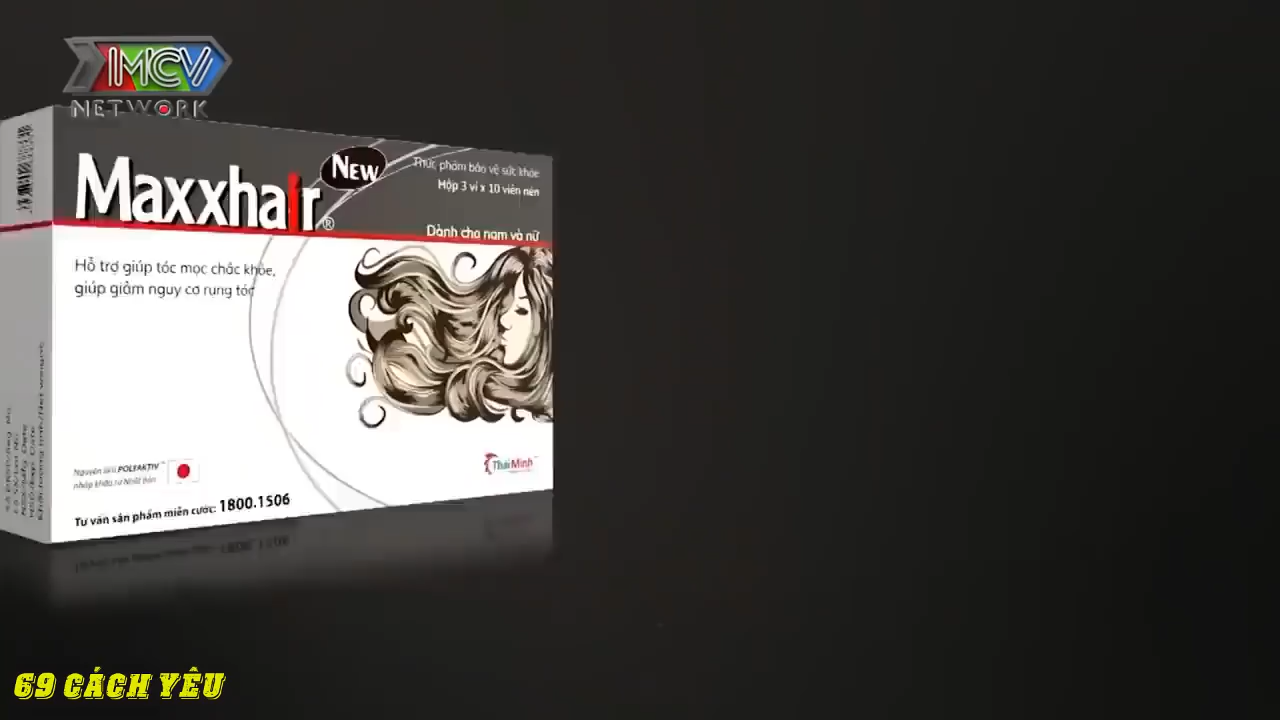 MCV
NETWORK
Maxxhair®
NEW
Thực phẩm bảo vệ sức khỏe
Hộp 3 vỉ x 10 viên nén
Dành cho nam và nữ
Hỗ trợ giúp tóc mọc chắc khỏe,
giúp giảm nguy cơ rụng tóc
Nguyên liệu POLFAKTIV™
nhập khẩu từ Nhật Bản
Thái Minh
Tư vấn sản phẩm miễn cước: 1800.1506
69 CÁCH YÊU